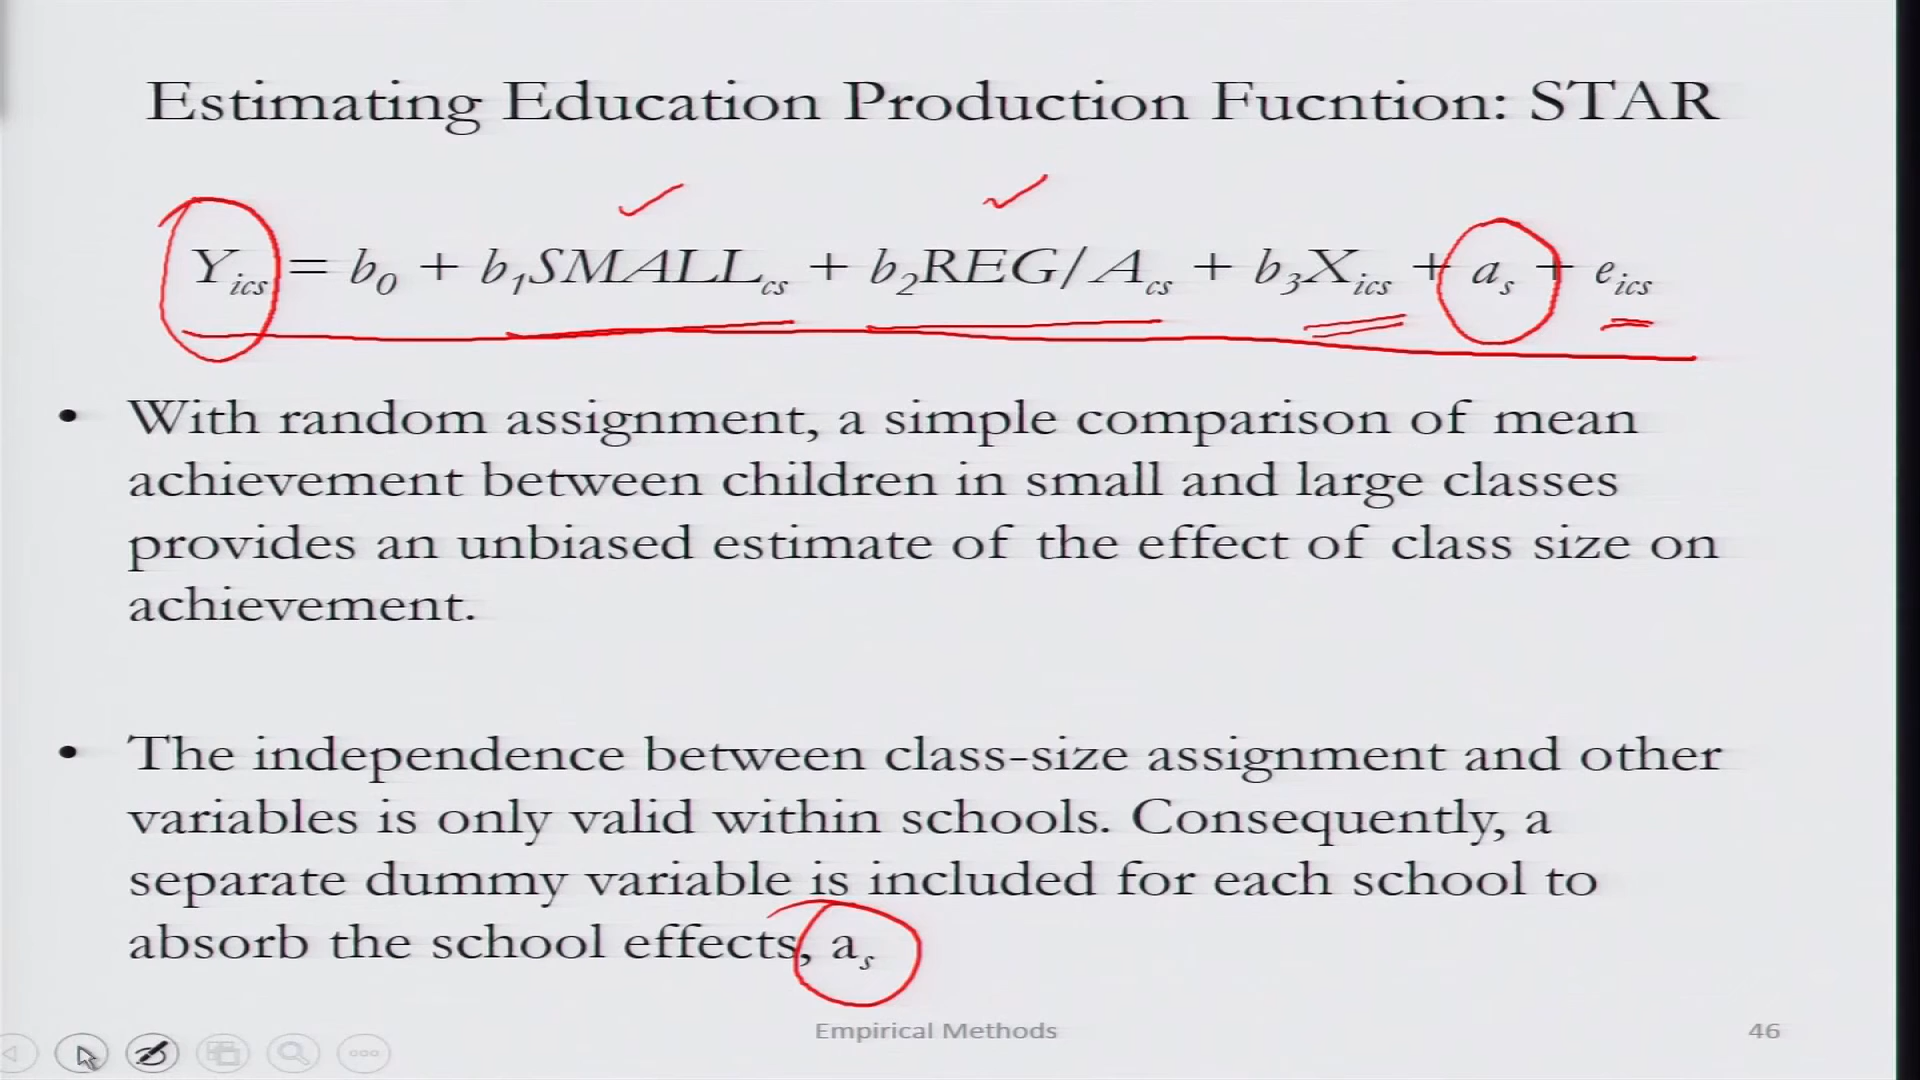 Estimating Education Production Fucntion: STAR
Y_ics = b_0 + b_1SMALL_cs + b_2REG/A_cs + b_3X_ics + a_s + e_ics
• With random assignment, a simple comparison of mean
achievement between children in small and large classes
provides an unbiased estimate of the effect of class size on
achievement.
• The independence between class-size assignment and other
variables is only valid within schools. Consequently, a
separate dummy variable is included for each school to
absorb the school effects, a_s
Empirical Methods
46